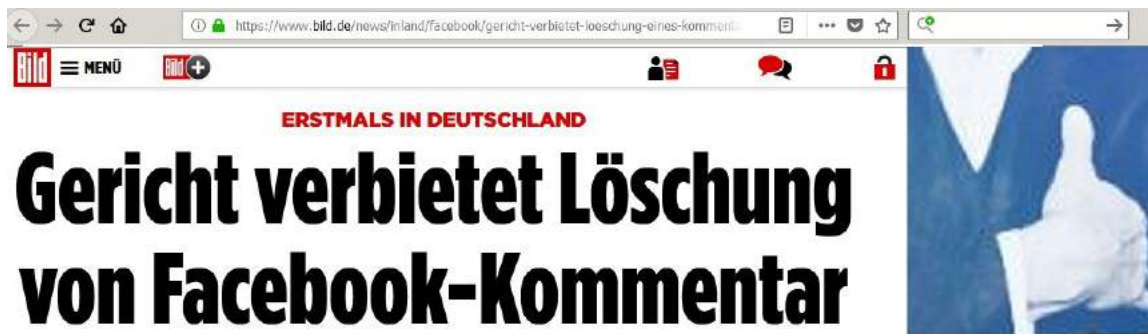 https://www.bild.de/news/inland/facebook/gericht-verbietet-loeschung-eines-kommenta
Bild MENÜ Bild
ERSTMALS IN DEUTSCHLAND
Gericht verbietet Löschung
von Facebook-Kommentar